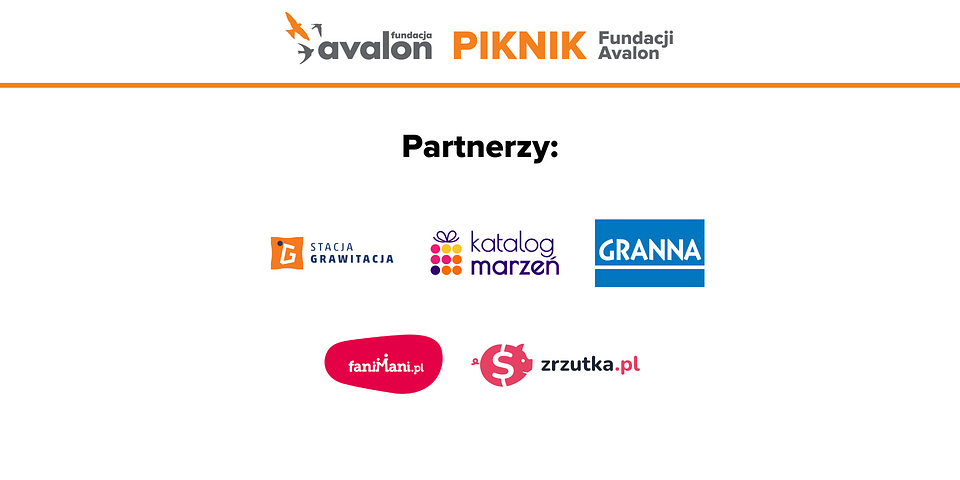 fundacja
avalon
PIKNIK
Fundacji
Avalon
Partnerzy:
G STACJA
GRAWITACJA
katalog
marzeń
GRANNA
faniMani.pl
$ zrzutka.pl